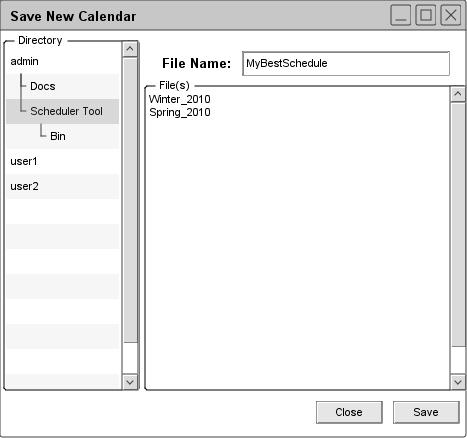 Save New Calendar
Directory
admin
Docs
Scheduler Tool
Bin
user1
user2
File Name: MyBestSchedule
File(s)
Winter_2010
Spring_2010
Close Save